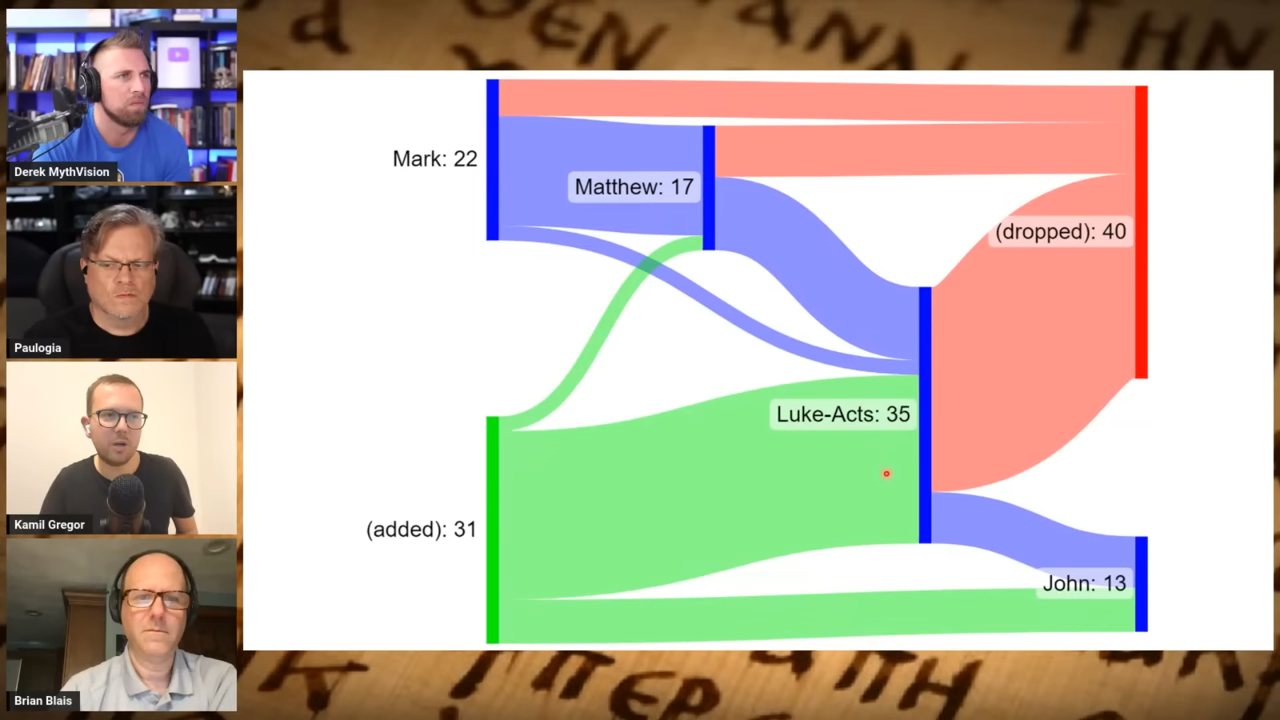 Derek MythVision
Paulogia
Kamil Gregor
Brian Blais
Mark: 22
Matthew: 17
(dropped): 40
Luke-Acts: 35
(added): 31
John: 13